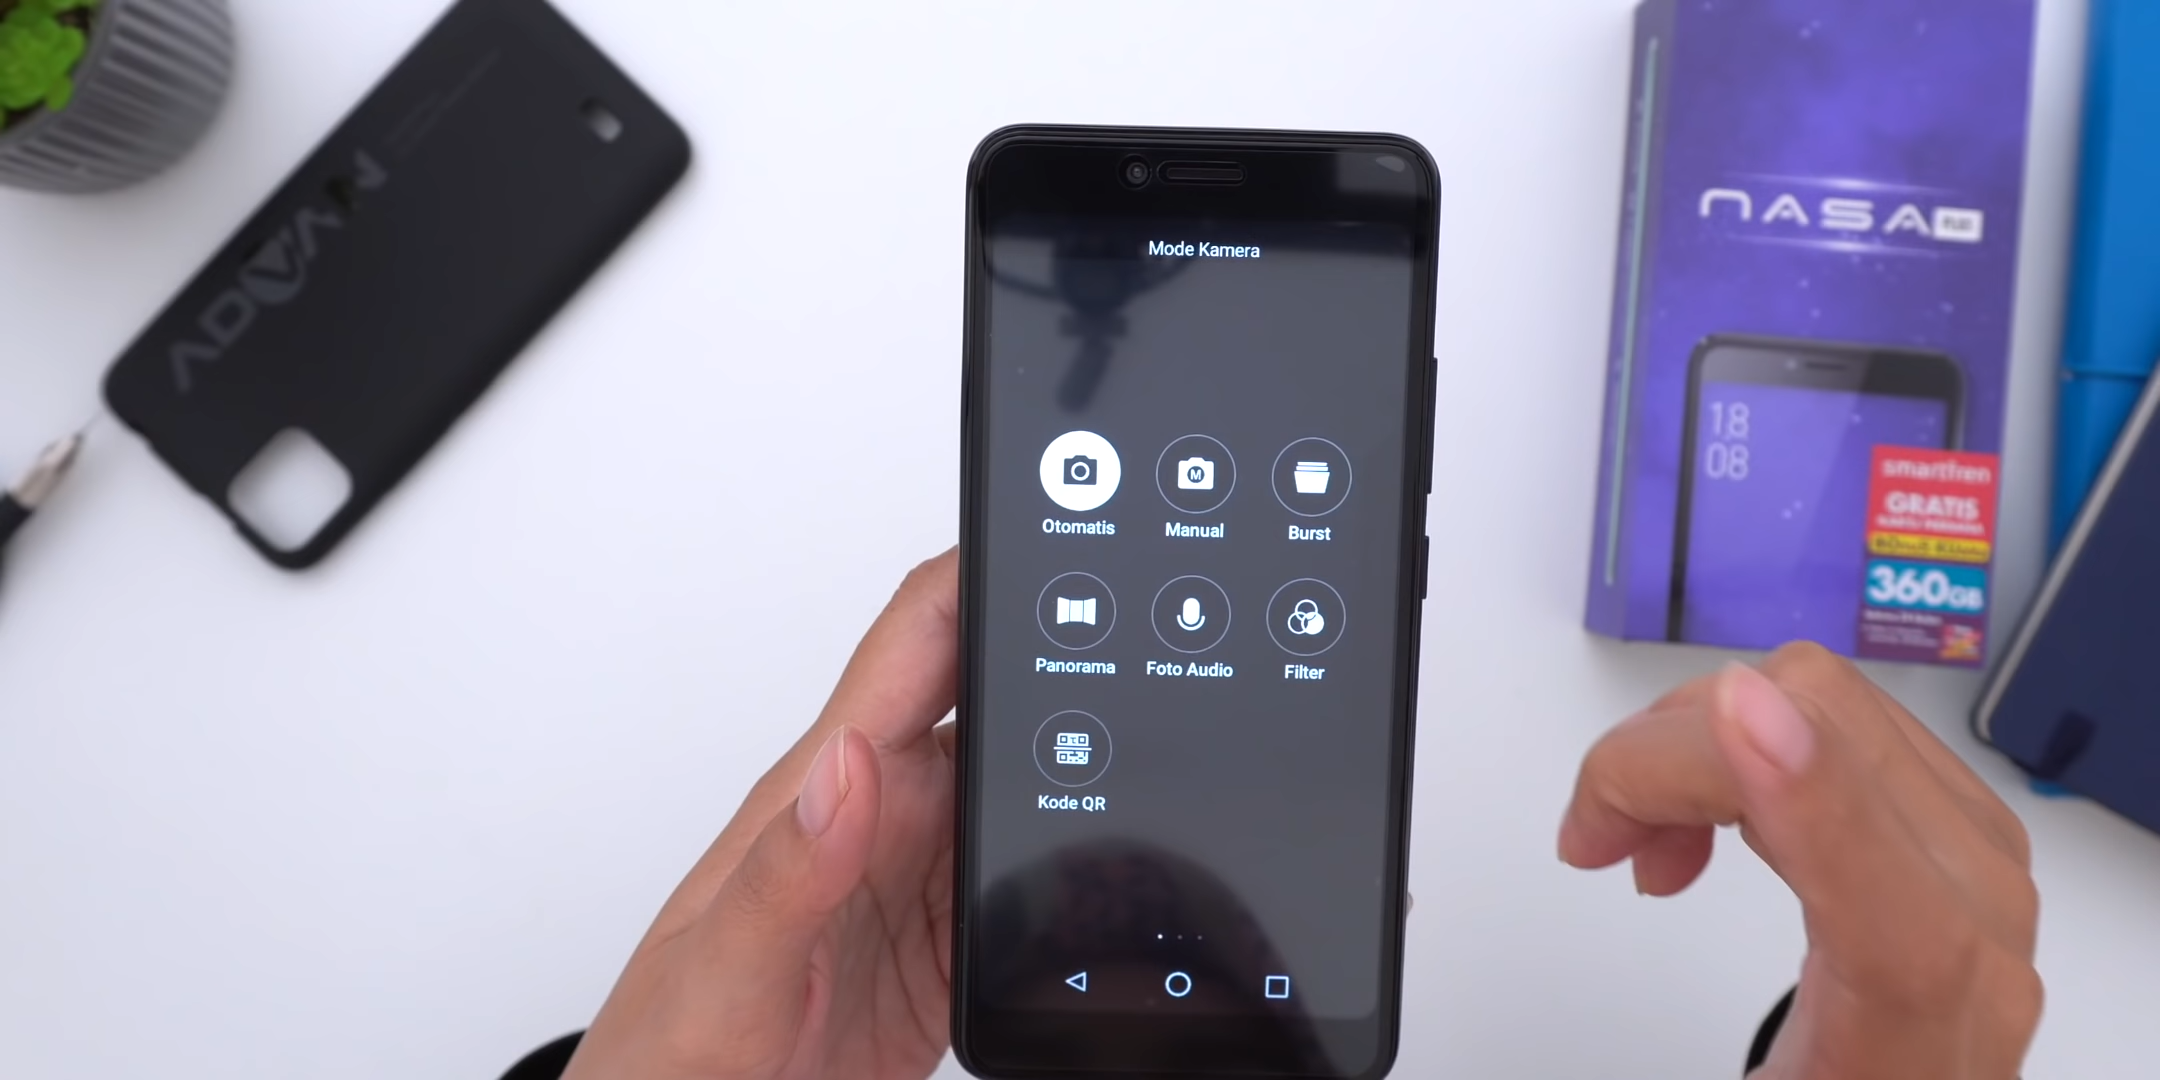 ADVAN
Mode Kamera
Otomatis
Manual
Burst
Panorama
Foto Audio
Filter
Kode QR
NASA
18
08
smartfren
GRATIS
360GB